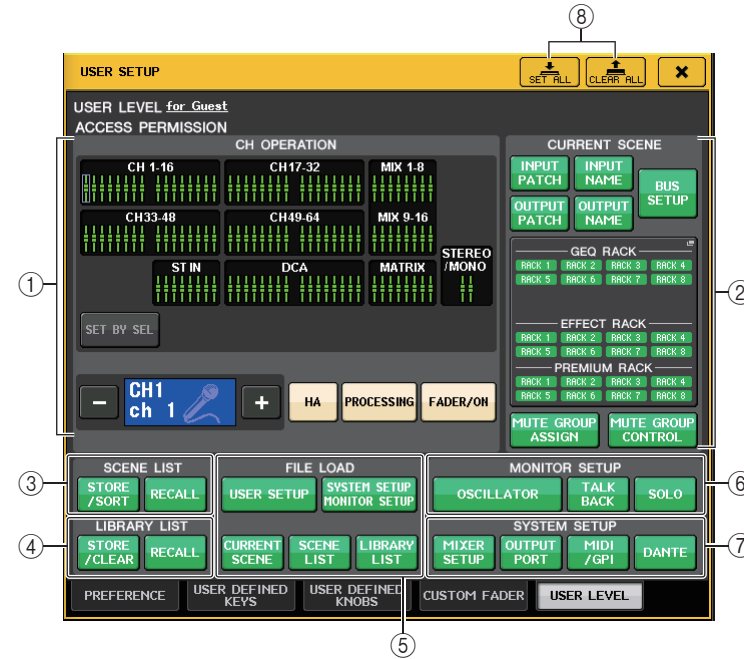 ⑧
USER SETUP
SET ALL
CLEAR ALL
USER LEVEL for Guest
ACCESS PERMISSION
CH OPERATION
CH 1-16
CH17-32
MIX 1-8
CH33-48
CH49-64
MIX 9-16
ST IN
DCA
MATRIX
STEREO
/MONO
SET BY SEL
CH1
ch 1
HA
PROCESSING
FADER/ON
①
CURRENT SCENE
INPUT
PATCH
INPUT
NAME
BUS
SETUP
OUTPUT
PATCH
OUTPUT
NAME
GEQ RACK
RACK 1 RACK 2 RACK 3 RACK 4
RACK 5 RACK 6 RACK 7 RACK 8
EFFECT RACK
RACK 1 RACK 2 RACK 3 RACK 4
RACK 5 RACK 6 RACK 7 RACK 8
PREMIUM RACK
RACK 1 RACK 2 RACK 3 RACK 4
RACK 5 RACK 6 RACK 7 RACK 8
MUTE GROUP
ASSIGN
MUTE GROUP
CONTROL
②
③
SCENE LIST
STORE
/SORT
RECALL
④
LIBRARY LIST
STORE
/CLEAR
RECALL
FILE LOAD
USER SETUP
SYSTEM SETUP
MONITOR SETUP
CURRENT
SCENE
SCENE
LIST
LIBRARY
LIST
⑤
MONITOR SETUP
OSCILLATOR
TALK
BACK
SOLO
⑥
SYSTEM SETUP
MIXER
SETUP
OUTPUT
PORT
MIDI
/GPI
DANTE
⑦
PREFERENCE
USER DEFINED
KEYS
USER DEFINED
KNOBS
CUSTOM FADER
USER LEVEL